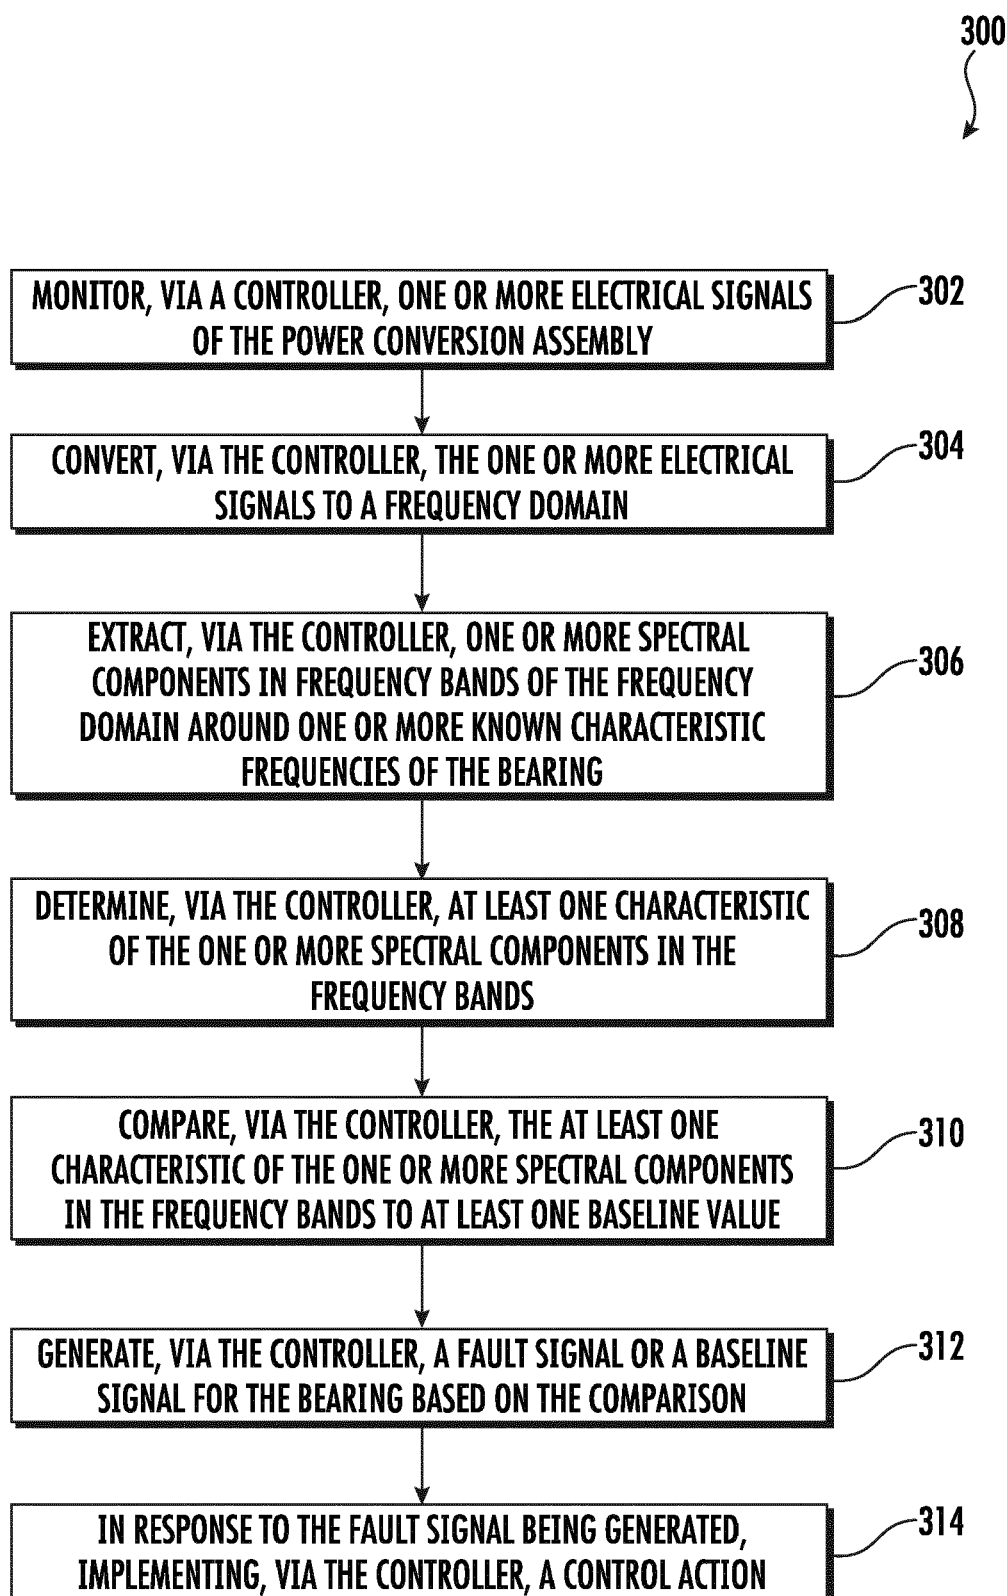 300
MONITOR, VIA A CONTROLLER, ONE OR MORE ELECTRICAL SIGNALS
OF THE POWER CONVERSION ASSEMBLY
302
CONVERT, VIA THE CONTROLLER, THE ONE OR MORE ELECTRICAL
SIGNALS TO A FREQUENCY DOMAIN
304
EXTRACT, VIA THE CONTROLLER, ONE OR MORE SPECTRAL
COMPONENTS IN FREQUENCY BANDS OF THE FREQUENCY
DOMAIN AROUND ONE OR MORE KNOWN CHARACTERISTIC
FREQUENCIES OF THE BEARING
306
DETERMINE, VIA THE CONTROLLER, AT LEAST ONE CHARACTERISTIC
OF THE ONE OR MORE SPECTRAL COMPONENTS IN THE
FREQUENCY BANDS
308
COMPARE, VIA THE CONTROLLER, THE AT LEAST ONE
CHARACTERISTIC OF THE ONE OR MORE SPECTRAL COMPONENTS
IN THE FREQUENCY BANDS TO AT LEAST ONE BASELINE VALUE
310
GENERATE, VIA THE CONTROLLER, A FAULT SIGNAL OR A BASELINE
SIGNAL FOR THE BEARING BASED ON THE COMPARISON
312
IN RESPONSE TO THE FAULT SIGNAL BEING GENERATED,
IMPLEMENTING, VIA THE CONTROLLER, A CONTROL ACTION
314